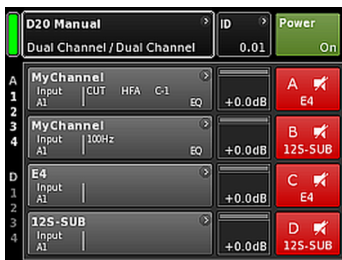 D20 Manual
Dual Channel / Dual Channel
ID
0.01
Power
On
A
1
2
3
4
D
1
2
3
4
MyChannel
Input
A1
CUT HFA C-1
EQ
+0.0dB
A
E4
MyChannel
Input
A1
100Hz
EQ
+0.0dB
B
12S-SUB
E4
Input
A1
+0.0dB
C
E4
12S-SUB
Input
A1
+0.0dB
D
12S-SUB